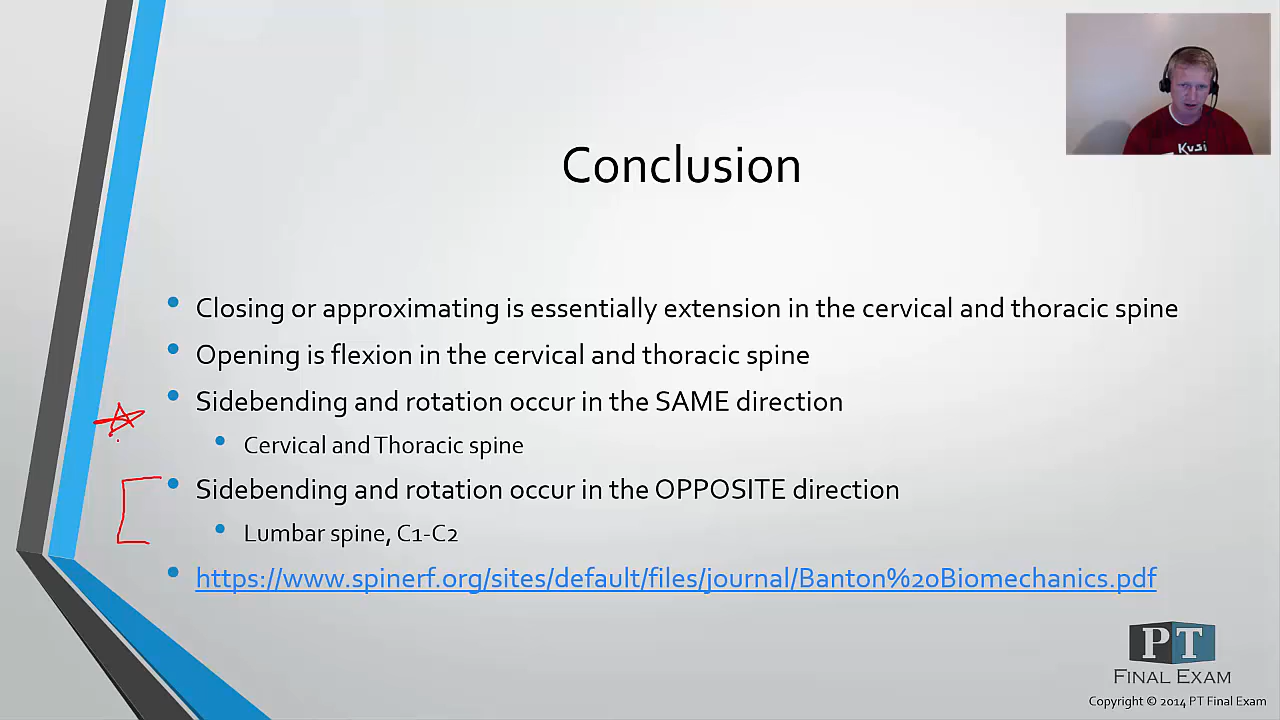 Kvsi
Conclusion
• Closing or approximating is essentially extension in the cervical and thoracic spine
• Opening is flexion in the cervical and thoracic spine
• Sidebending and rotation occur in the SAME direction
• Cervical and Thoracic spine
• Sidebending and rotation occur in the OPPOSITE direction
• Lumbar spine, C1-C2
• https://www.spinerf.org/sites/default/files/journal/Banton%20Biomechanics.pdf
PT
FINAL EXAM
Copyright © 2014 PT Final Exam